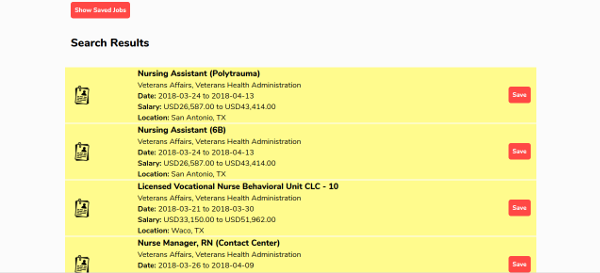 Show Saved Jobs
Search Results
Nursing Assistant (Polytrauma)
Veterans Affairs, Veterans Health Administration
Date: 2018-03-24 to 2018-04-13
Salary: USD26,587.00 to USD43,414.00
Location: San Antonio, TX
Save
Nursing Assistant (6B)
Veterans Affairs, Veterans Health Administration
Date: 2018-03-24 to 2018-04-13
Salary: USD26,587.00 to USD43,414.00
Location: San Antonio, TX
Save
Licensed Vocational Nurse Behavioral Unit CLC - 10
Veterans Affairs, Veterans Health Administration
Date: 2018-03-21 to 2018-03-30
Salary: USD33,150.00 to USD51,962.00
Location: Waco, TX
Save
Nurse Manager, RN (Contact Center)
Veterans Affairs, Veterans Health Administration
Date: 2018-03-26 to 2018-04-09
Save